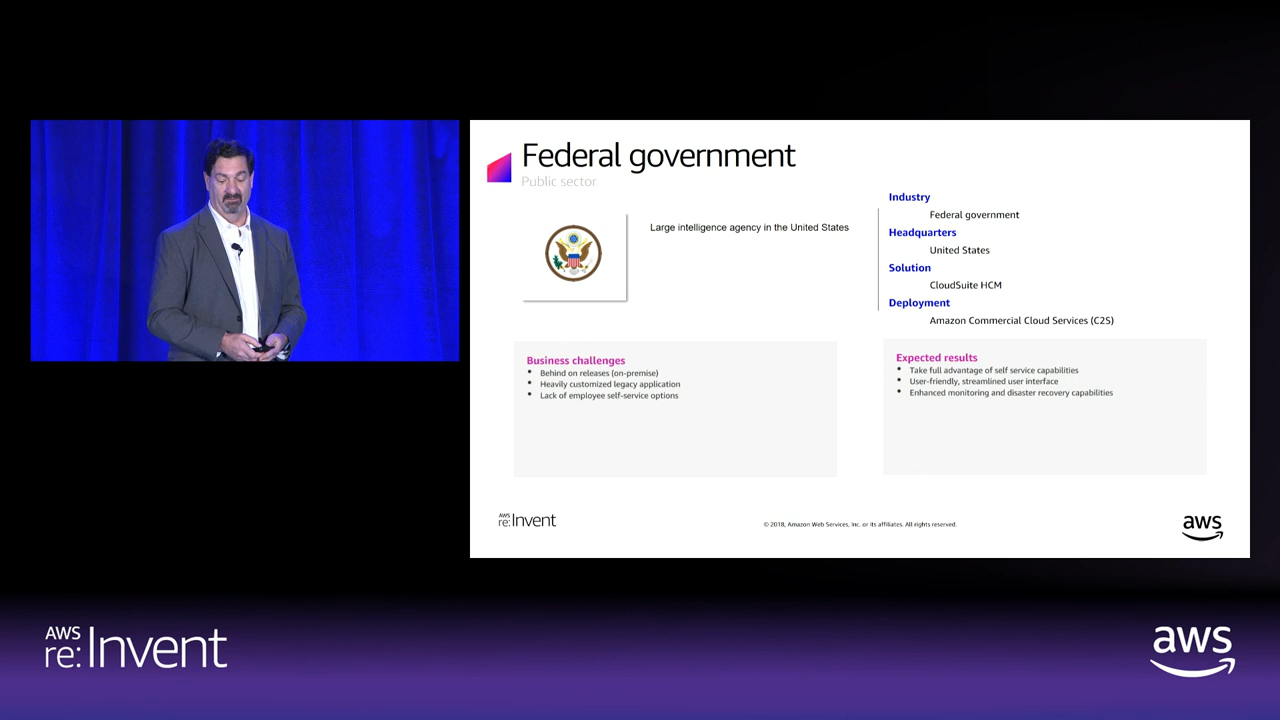 Federal government
Public sector
Large intelligence agency in the United States
Industry
Federal government
Headquarters
United States
Solution
CloudSuite HCM
Deployment
Amazon Commercial Cloud Services (C2S)
Business challenges
• Behind on releases (on-premise)
• Heavily customized legacy application
• Lack of employee self-service options
Expected results
• Take full advantage of self service capabilities
• User-friendly, streamlined user interface
• Enhanced monitoring and disaster recovery capabilities
AWS
re:Invent
© 2018, Amazon Web Services, Inc. or its affiliates. All rights reserved.
aws
AWS
re:Invent
aws